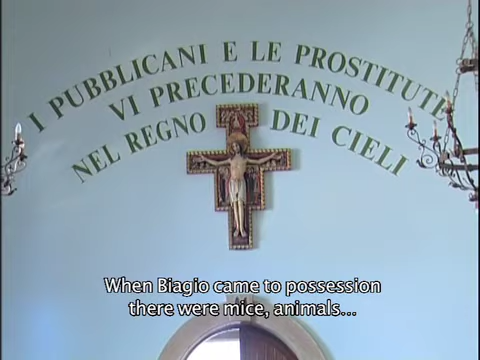 I PUBBLICANI E LE PROSTITUTE
VI PRECEDERANNO
NEL REGNO DEI CIELI
When Biagio came to possession
there were mice, animals...